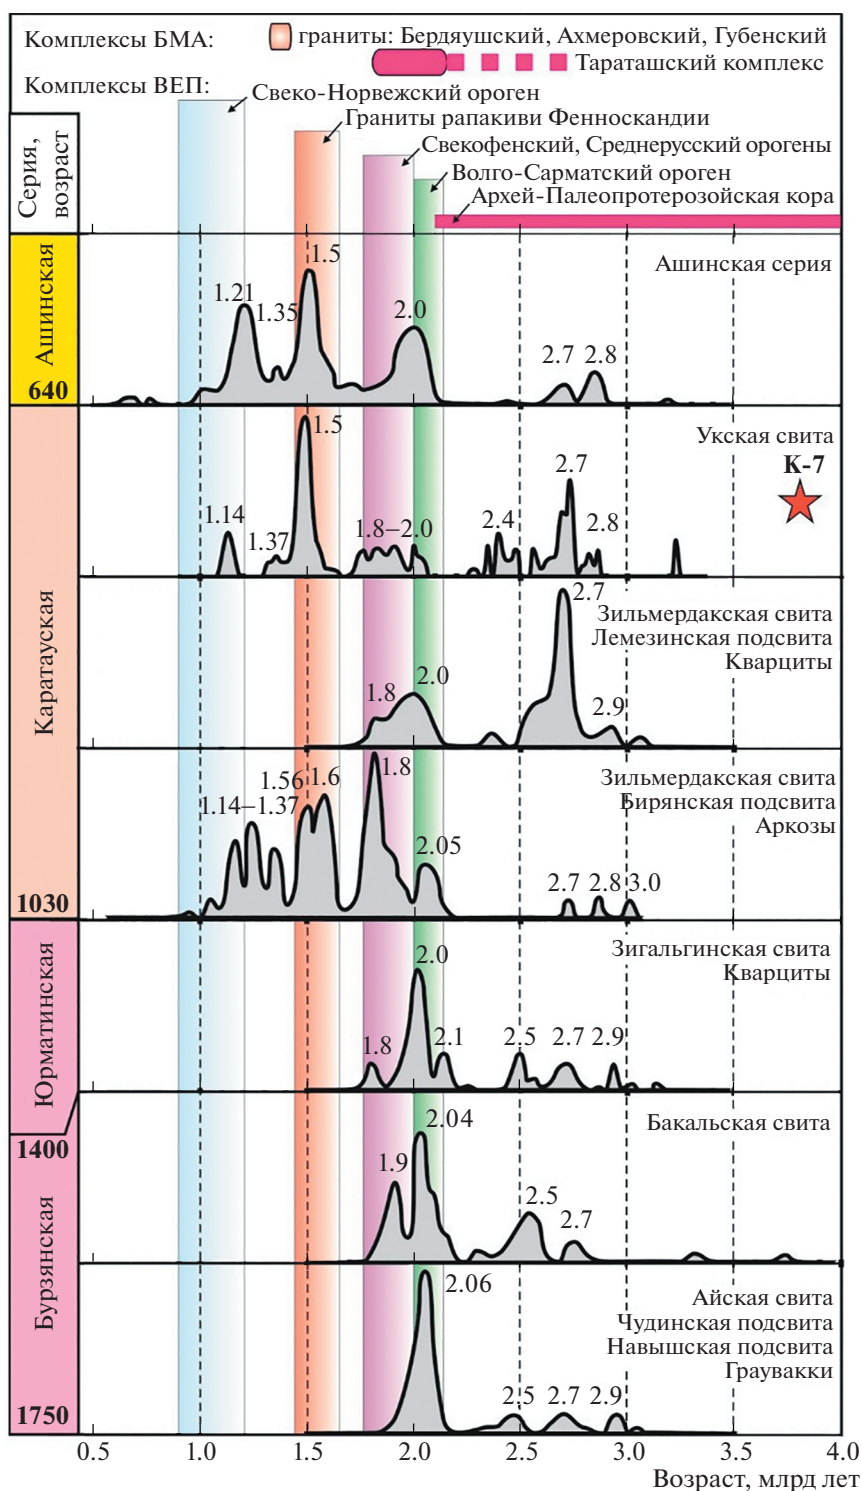 Комплексы БМА:
граниты: Бердяушский, Ахмеровский, Губенский
Тараташский комплекс
Комплексы ВЕП:
Свеко-Норвежский ороген
Граниты рапакиви Фенноскандии
Свекофенский, Среднерусский орогены
Волго-Сарматский ороген
Архей-Палеопротерозойская кора
Серия,
возраст
Ашинская
640
Ашинская серия
1.21
1.35
1.5
2.0
2.7
2.8
Каратауская
1030
Укская свита
К-7
1.14
1.37
1.5
1.8–2.0
2.4
2.7
2.8
Зильмердакская свита
Лемезинская подсвита
Кварциты
1.8
2.0
2.7
2.9
Зильмердакская свита
Бирянская подсвита
Аркозы
1.14–1.37
1.56
1.6
1.8
2.05
2.7
2.8
3.0
Юрматинская
1400
Зигальгинская свита
Кварциты
1.8
2.0
2.1
2.5
2.7
2.9
Бурзянская
1750
Бакальская свита
1.9
2.04
2.5
2.7
Айская свита
Чудинская подсвита
Навышская подсвита
Граувакки
2.06
2.5
2.7
2.9
0.5 1.0 1.5 2.0 2.5 3.0 3.5 4.0
Возраст, млрд лет